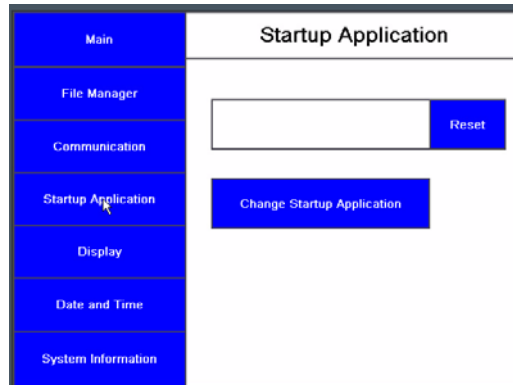 Main
File Manager
Communication
Startup Application
Display
Date and Time
System Information
Startup Application
Reset
Change Startup Application